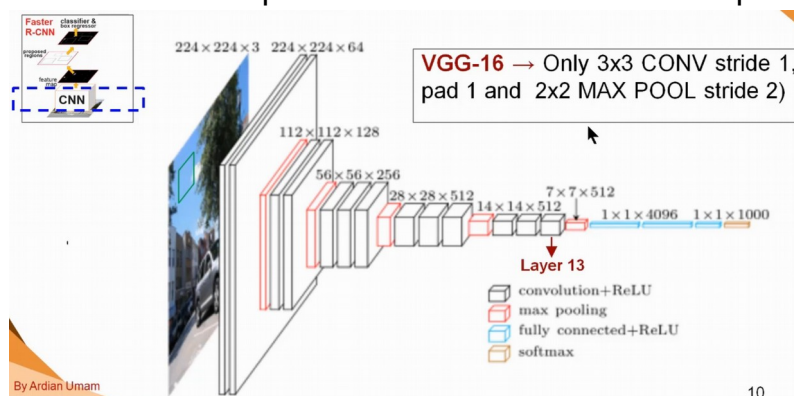 Faster
R-CNN
classifier &
box regressor
proposed
regions
feature
map
CNN
224×224×3 224×224×64
VGG-16 → Only 3x3 CONV stride 1,
pad 1 and 2x2 MAX POOL stride 2)
112×112×128
56×56×256
28×28×512
14×14×512
7×7×512
1×1×4096 1×1×1000
Layer 13
convolution+ReLU
max pooling
fully connected+ReLU
softmax
By Ardian Umam
10